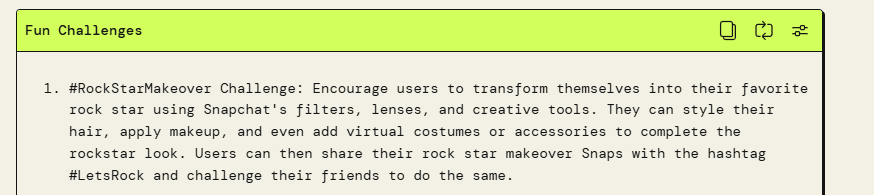 Fun Challenges
1. #RockStarMakeover Challenge: Encourage users to transform themselves into their favorite
rock star using Snapchat's filters, lenses, and creative tools. They can style their
hair, apply makeup, and even add virtual costumes or accessories to complete the
rockstar look. Users can then share their rock star makeover Snaps with the hashtag
#LetsRock and challenge their friends to do the same.